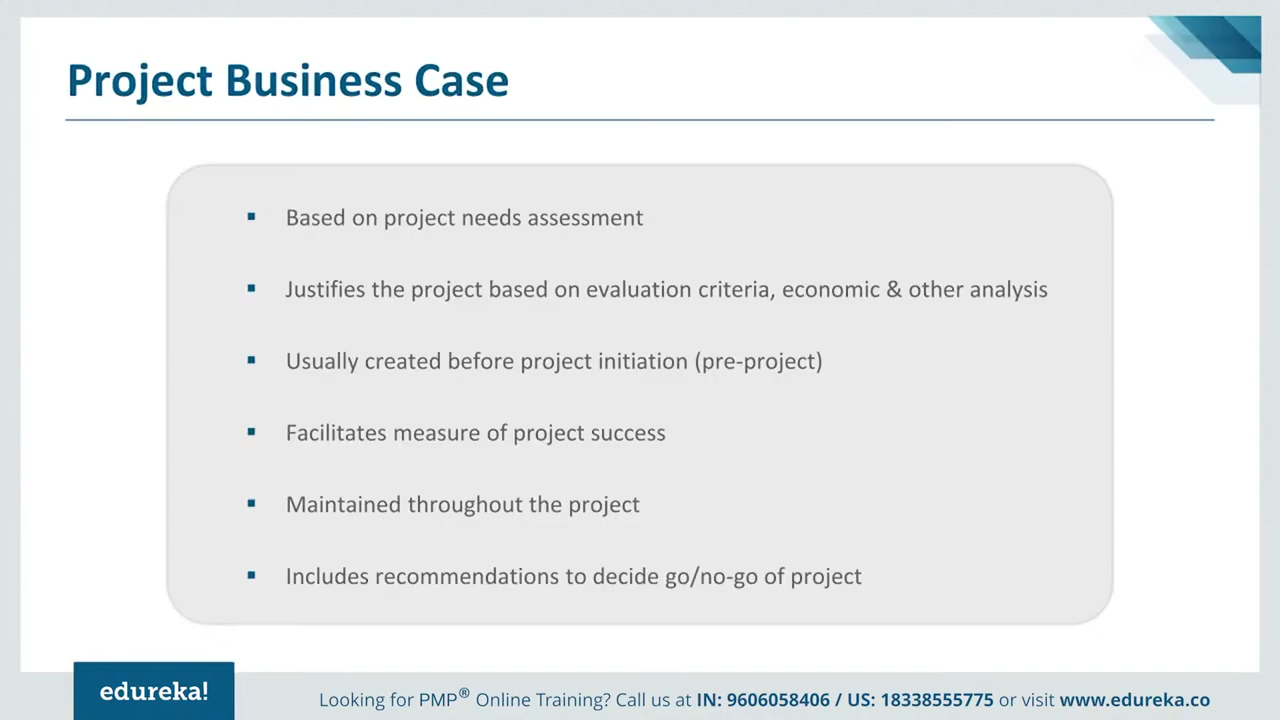 Project Business Case
▪ Based on project needs assessment
▪ Justifies the project based on evaluation criteria, economic & other analysis
▪ Usually created before project initiation (pre-project)
▪ Facilitates measure of project success
▪ Maintained throughout the project
▪ Includes recommendations to decide go/no-go of project
edureka!
Looking for PMP® Online Training? Call us at IN: 9606058406 / US: 18338555775 or visit www.edureka.co